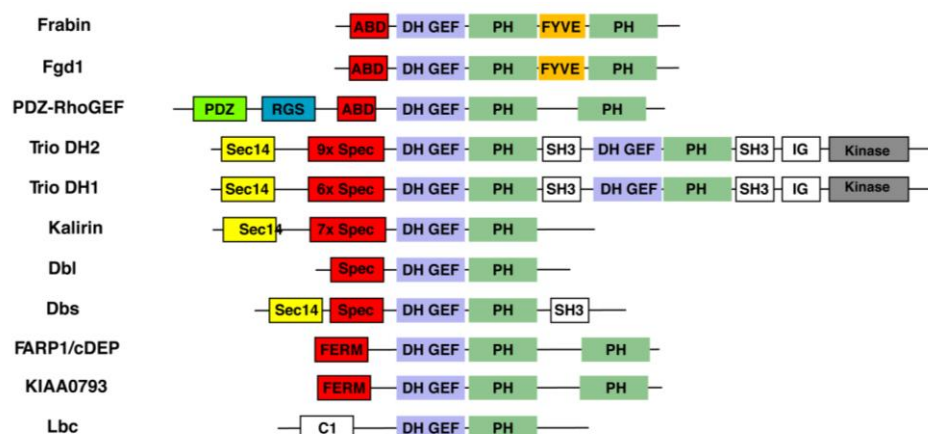 Frabin ABD DH GEF PH FYVE PH
Fgd1 ABD DH GEF PH FYVE PH
PDZ-RhoGEF PDZ RGS ABD DH GEF PH PH
Trio DH2 Sec14 9x Spec DH GEF PH SH3 DH GEF PH SH3 IG Kinase
Trio DH1 Sec14 6x Spec DH GEF PH SH3 DH GEF PH SH3 IG Kinase
Kalirin Sec14 7x Spec DH GEF PH
Dbl Spec DH GEF PH
Dbs Sec14 Spec DH GEF PH SH3
FARP1/cDEP FERM DH GEF PH PH
KIAA0793 FERM DH GEF PH PH
Lbc C1 DH GEF PH